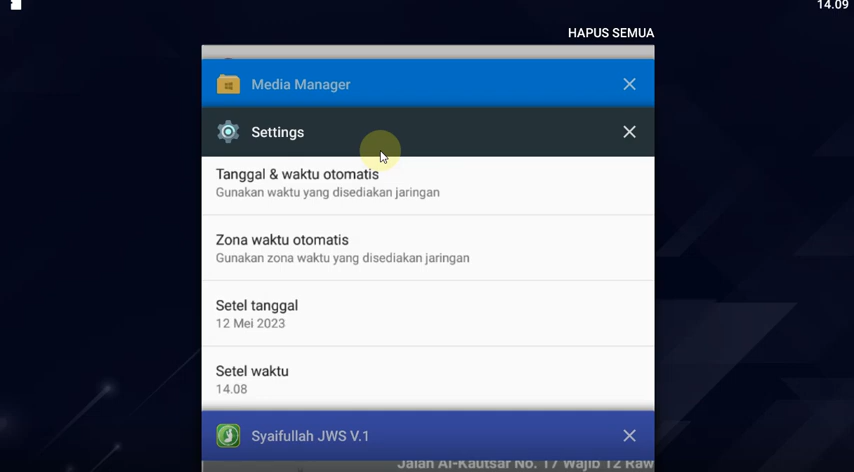 14.09
HAPUS SEMUA
Media Manager
Settings
Tanggal & waktu otomatis
Gunakan waktu yang disediakan jaringan
Zona waktu otomatis
Gunakan zona waktu yang disediakan jaringan
Setel tanggal
12 Mei 2023
Setel waktu
14.08
Syaifullah JWS V.1
Jalan Al-Kautsar No. 17 Wajib 12 Raw